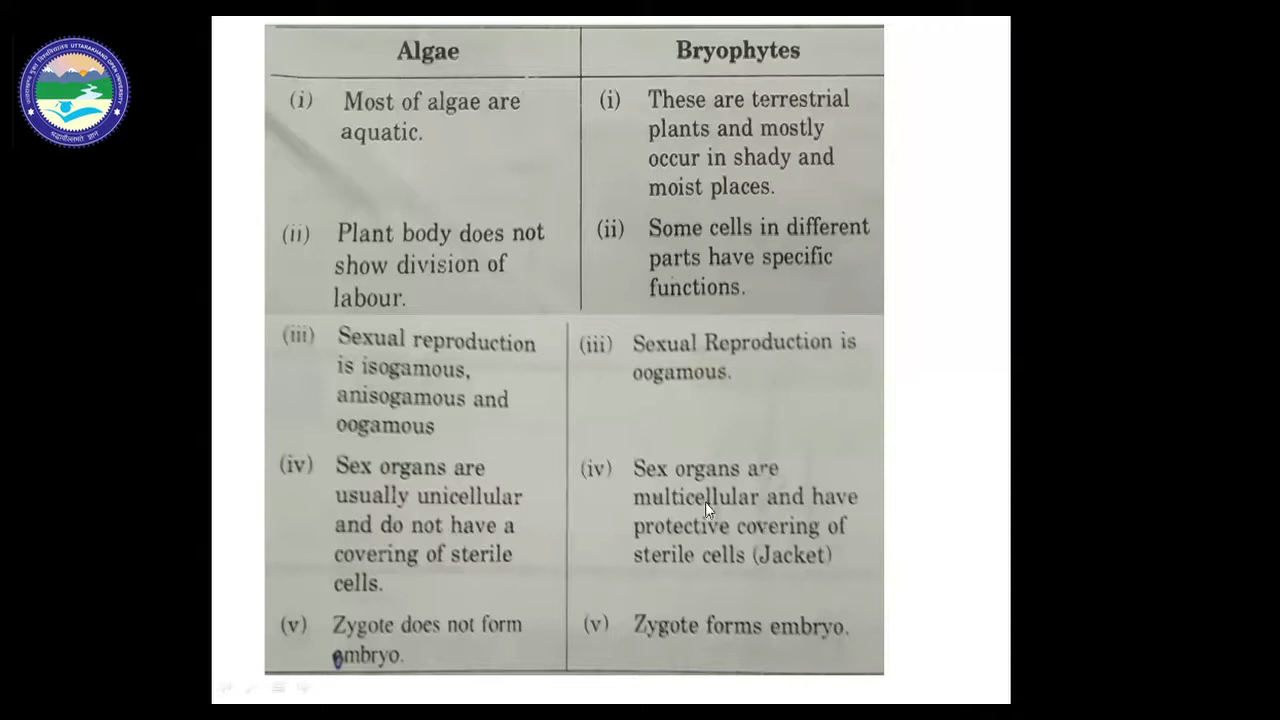 Algae
Bryophytes
(i) Most of algae are
aquatic.
(i) These are terrestrial
plants and mostly
occur in shady and
moist places.
(ii) Plant body does not
show division of
labour.
(ii) Some cells in different
parts have specific
functions.
(iii) Sexual reproduction
is isogamous,
anisogamous and
oogamous
(iii) Sexual Reproduction is
oogamous.
(iv) Sex organs are
usually unicellular
and do not have a
covering of sterile
cells.
(iv) Sex organs are
multicellular and have
protective covering of
sterile cells (Jacket)
(v) Zygote does not form
embryo.
(v) Zygote forms embryo.
UTTARAKHAND OPEN UNIVERSITY